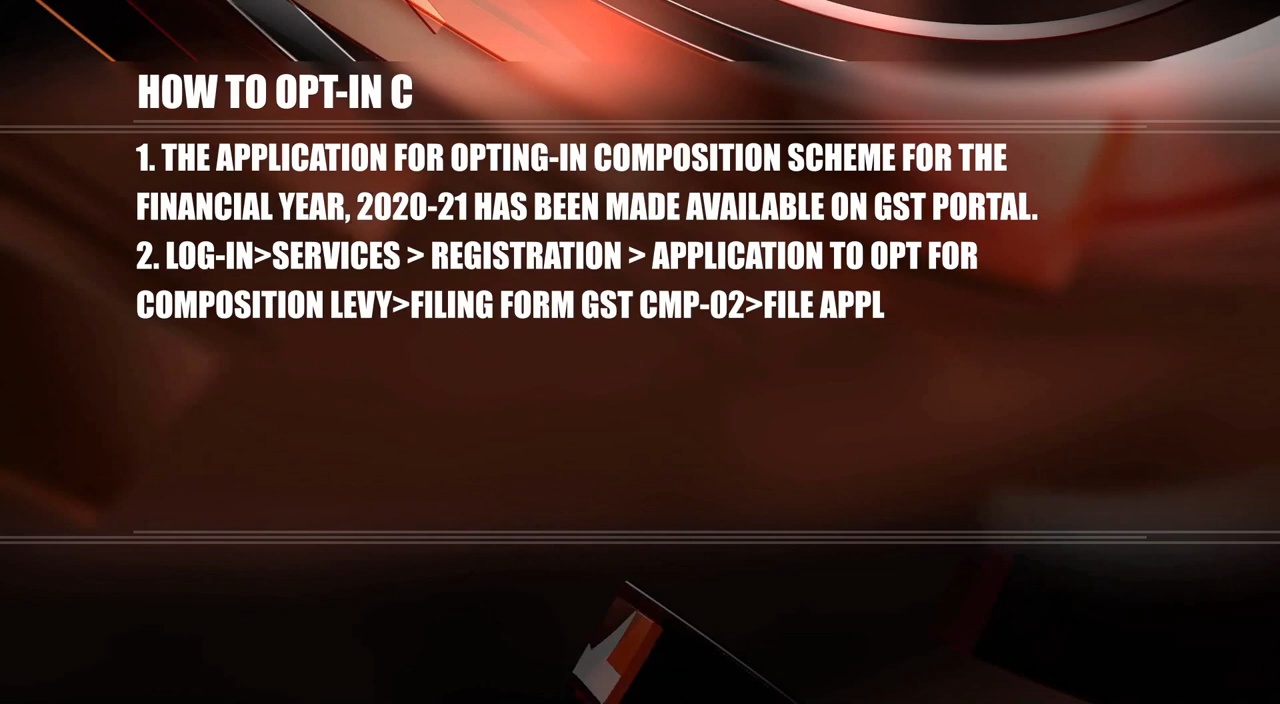 HOW TO OPT-IN C
1. THE APPLICATION FOR OPTING-IN COMPOSITION SCHEME FOR THE
FINANCIAL YEAR, 2020-21 HAS BEEN MADE AVAILABLE ON GST PORTAL.
2. LOG-IN>SERVICES > REGISTRATION > APPLICATION TO OPT FOR
COMPOSITION LEVY>FILING FORM GST CMP-02>FILE APPL